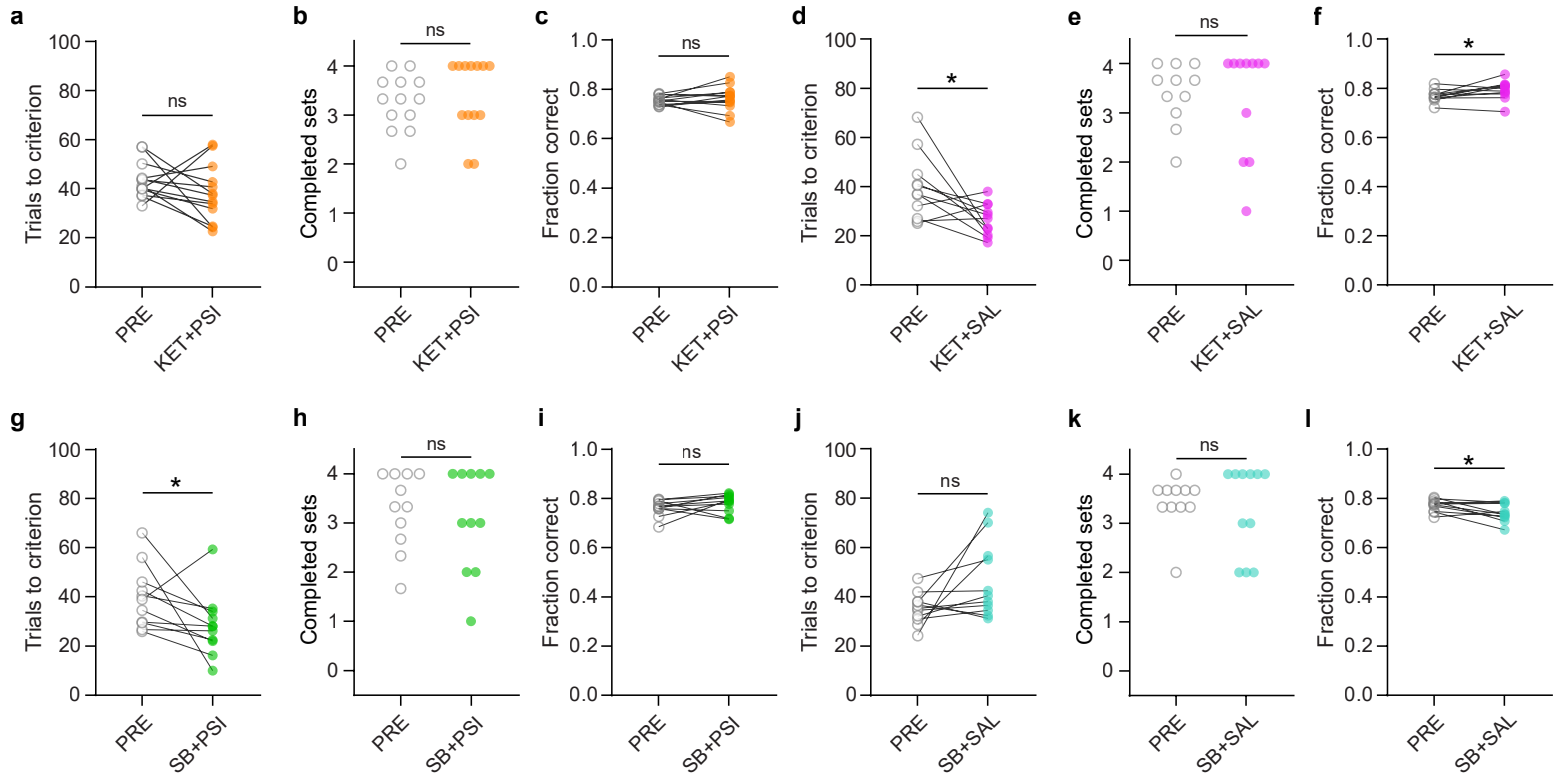 a
Trials to criterion
100
80
60
40
20
0
ns
PRE
KET+PSI
b
Completed sets
4
3
2
1
0
ns
PRE
KET+PSI
c
Fraction correct
1.0
0.8
0.6
0.4
0.2
0.0
ns
PRE
KET+PSI
d
Trials to criterion
100
80
60
40
20
0
*
PRE
KET+SAL
e
Completed sets
4
3
2
1
0
ns
PRE
KET+SAL
f
Fraction correct
1.0
0.8
0.6
0.4
0.2
0.0
*
PRE
KET+SAL
g
Trials to criterion
100
80
60
40
20
0
*
PRE
SB+PSI
h
Completed sets
4
3
2
1
0
ns
PRE
SB+PSI
i
Fraction correct
1.0
0.8
0.6
0.4
0.2
0.0
ns
PRE
SB+PSI
j
Trials to criterion
100
80
60
40
20
0
ns
PRE
SB+SAL
k
Completed sets
4
3
2
1
0
ns
PRE
SB+SAL
l
Fraction correct
1.0
0.8
0.6
0.4
0.2
0.0
*
PRE
SB+SAL